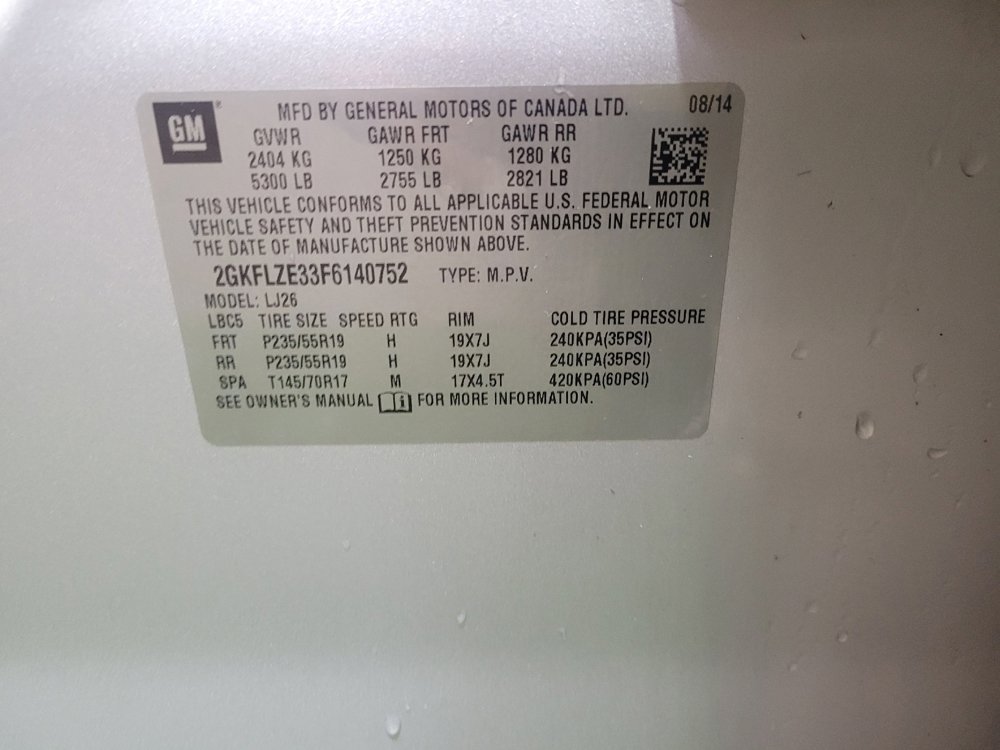 GM ® MFD BY GENERAL MOTORS OF CANADA LTD. 08/14
GVWR GAWR FRT GAWR RR
2404 KG 1250 KG 1280 KG
5300 LB 2755 LB 2821 LB
THIS VEHICLE CONFORMS TO ALL APPLICABLE U.S. FEDERAL MOTOR
VEHICLE SAFETY AND THEFT PREVENTION STANDARDS IN EFFECT ON
THE DATE OF MANUFACTURE SHOWN ABOVE.
2GKFLZE33F6140752 TYPE: M.P.V.
MODEL: LJ26
LBC5 TIRE SIZE SPEED RTG RIM COLD TIRE PRESSURE
FRT P235/55R19 H 19X7J 240KPA(35PSI)
RR P235/55R19 H 19X7J 240KPA(35PSI)
SPA T145/70R17 M 17X4.5T 420KPA(60PSI)
SEE OWNER'S MANUAL i FOR MORE INFORMATION.